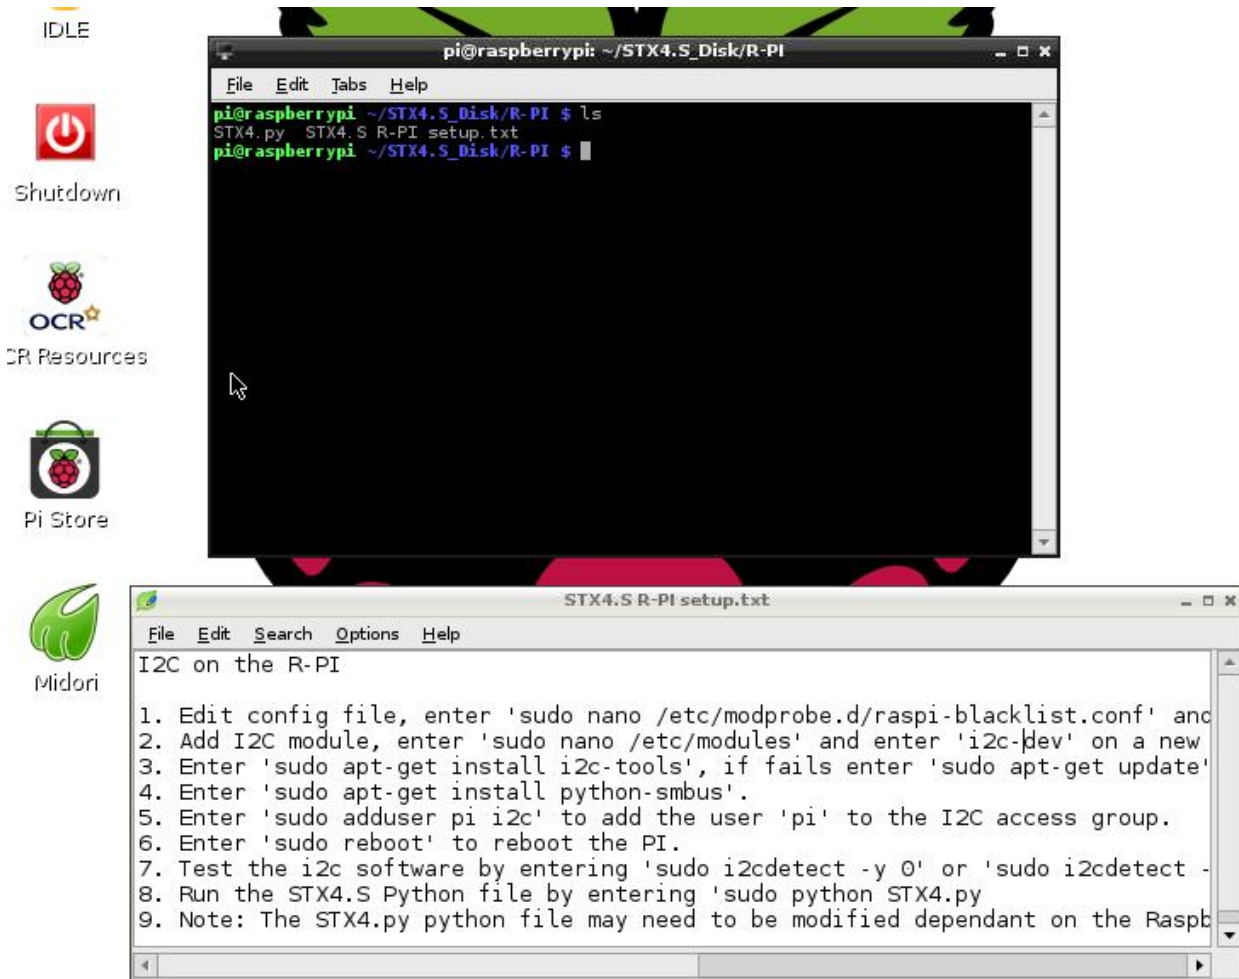 IDLE
Shutdown
OCR
CR Resources
Pi Store
Midori
pi@raspberrypi: ~/STX4.S_Disk/R-PI
File Edit Tabs Help
pi@raspberrypi ~/STX4.S_Disk/R-PI $ ls
STX4.py STX4.S R-PI setup.txt
pi@raspberrypi ~/STX4.S_Disk/R-PI $
STX4.S R-PI setup.txt
File Edit Search Options Help
I2C on the R-PI
1. Edit config file, enter 'sudo nano /etc/modprobe.d/raspi-blacklist.conf' and
2. Add I2C module, enter 'sudo nano /etc/modules' and enter 'i2c-dev' on a new
3. Enter 'sudo apt-get install i2c-tools', if fails enter 'sudo apt-get update'
4. Enter 'sudo apt-get install python-smbus'.
5. Enter 'sudo adduser pi i2c' to add the user 'pi' to the I2C access group.
6. Enter 'sudo reboot' to reboot the PI.
7. Test the i2c software by entering 'sudo i2cdetect -y 0' or 'sudo i2cdetect -
8. Run the STX4.S Python file by entering 'sudo python STX4.py
9. Note: The STX4.py python file may need to be modified dependant on the Raspb